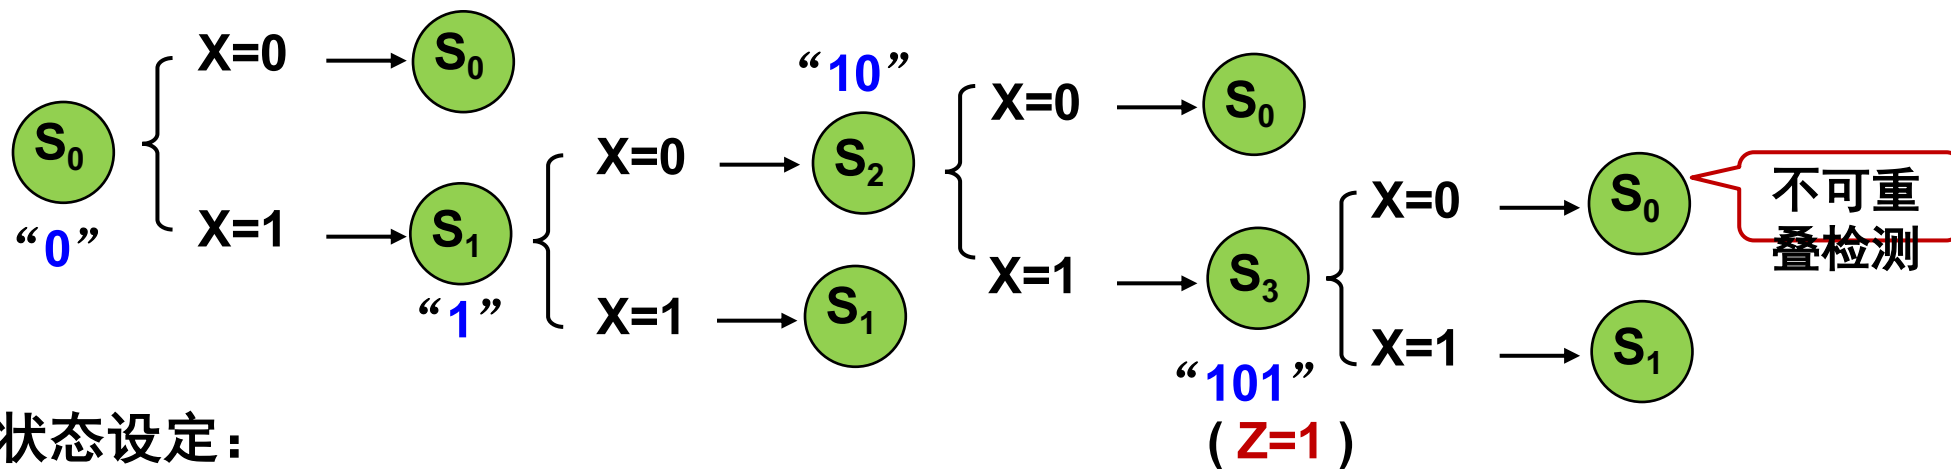 S0
“0”
X=0
S0
X=1
S1
“1”
X=0
“10”
S2
X=1
S1
X=0
S0
X=1
S3
“101”
（Z=1）
X=0
S0
不可重
叠检测
X=1
S1
状态设定：